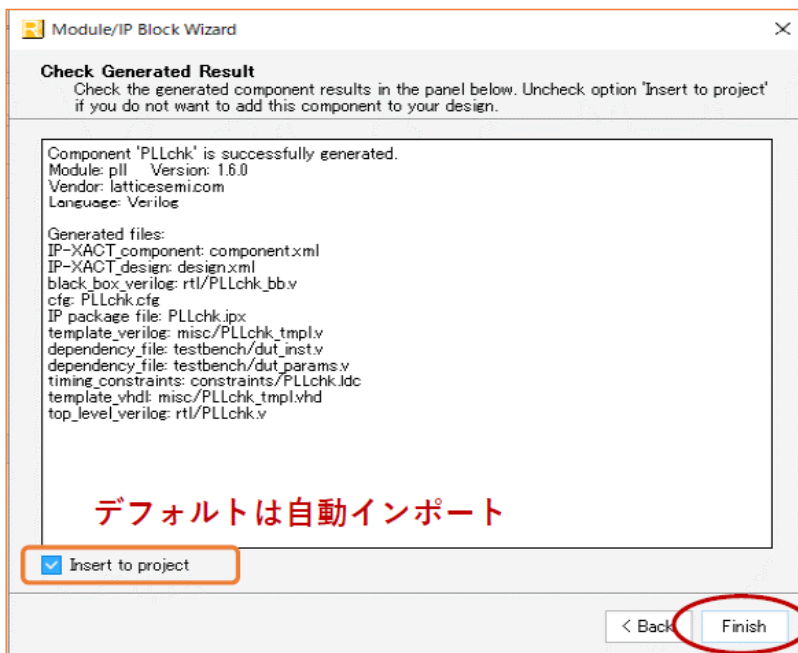 Module/IP Block Wizard
Check Generated Result
Check the generated component results in the panel below. Uncheck option 'Insert to project'
if you do not want to add this component to your design.
Component 'PLLchk' is successfully generated.
Module: pll Version: 1.6.0
Vendor: latticesemi.com
Language: Verilog
Generated files:
IP-XACT_component: component.xml
IP-XACT_design: design.xml
black_box_verilog: rtl/PLLchk_bb.v
cfg: PLLchk.cfg
IP package file: PLLchk.ipx
template_verilog: misc/PLLchk_tmpl.v
dependency_file: testbench/dut_inst.v
dependency_file: testbench/dut_params.v
timing_constraints: constraints/PLLchk.ldc
template_vhdl: misc/PLLchk_tmpl.vhd
top_level_verilog: rtl/PLLchk.v
デフォルトは自動インポート
Insert to project
< Back Finish